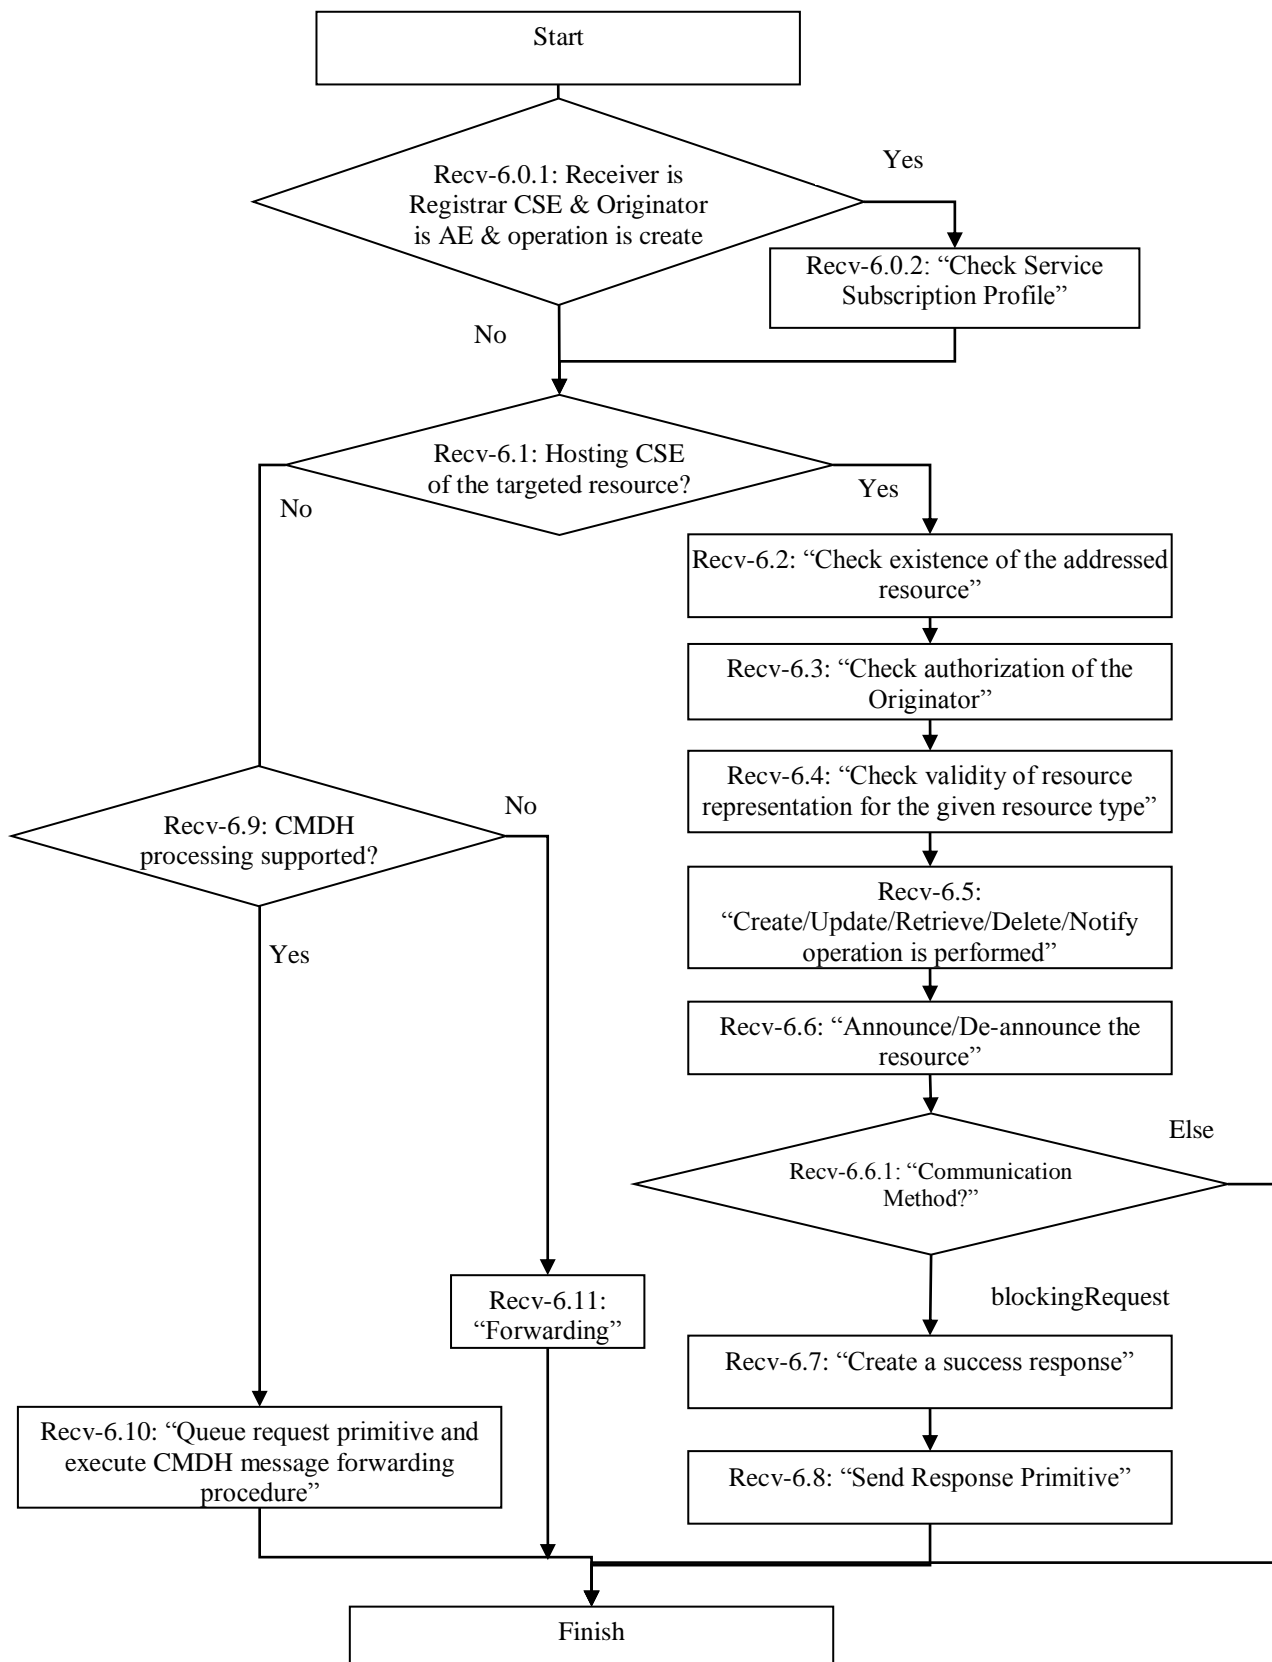 Start
Recv-6.0.1: Receiver is
Registrar CSE & Originator
is AE & operation is create
Yes
Recv-6.0.2: “Check Service
Subscription Profile”
No
Recv-6.1: Hosting CSE
of the targeted resource?
No
Yes
Recv-6.2: “Check existence of the addressed
resource”
Recv-6.3: “Check authorization of the
Originator”
Recv-6.4: “Check validity of resource
representation for the given resource type”
Recv-6.9: CMDH
processing supported?
No
Yes
Recv-6.5:
“Create/Update/Retrieve/Delete/Notify
operation is performed”
Recv-6.6: “Announce/De-announce the
resource”
Else
Recv-6.6.1: “Communication
Method?”
blockingRequest
Recv-6.11:
“Forwarding”
Recv-6.7: “Create a success response”
Recv-6.10: “Queue request primitive and
execute CMDH message forwarding
procedure”
Recv-6.8: “Send Response Primitive”
Finish